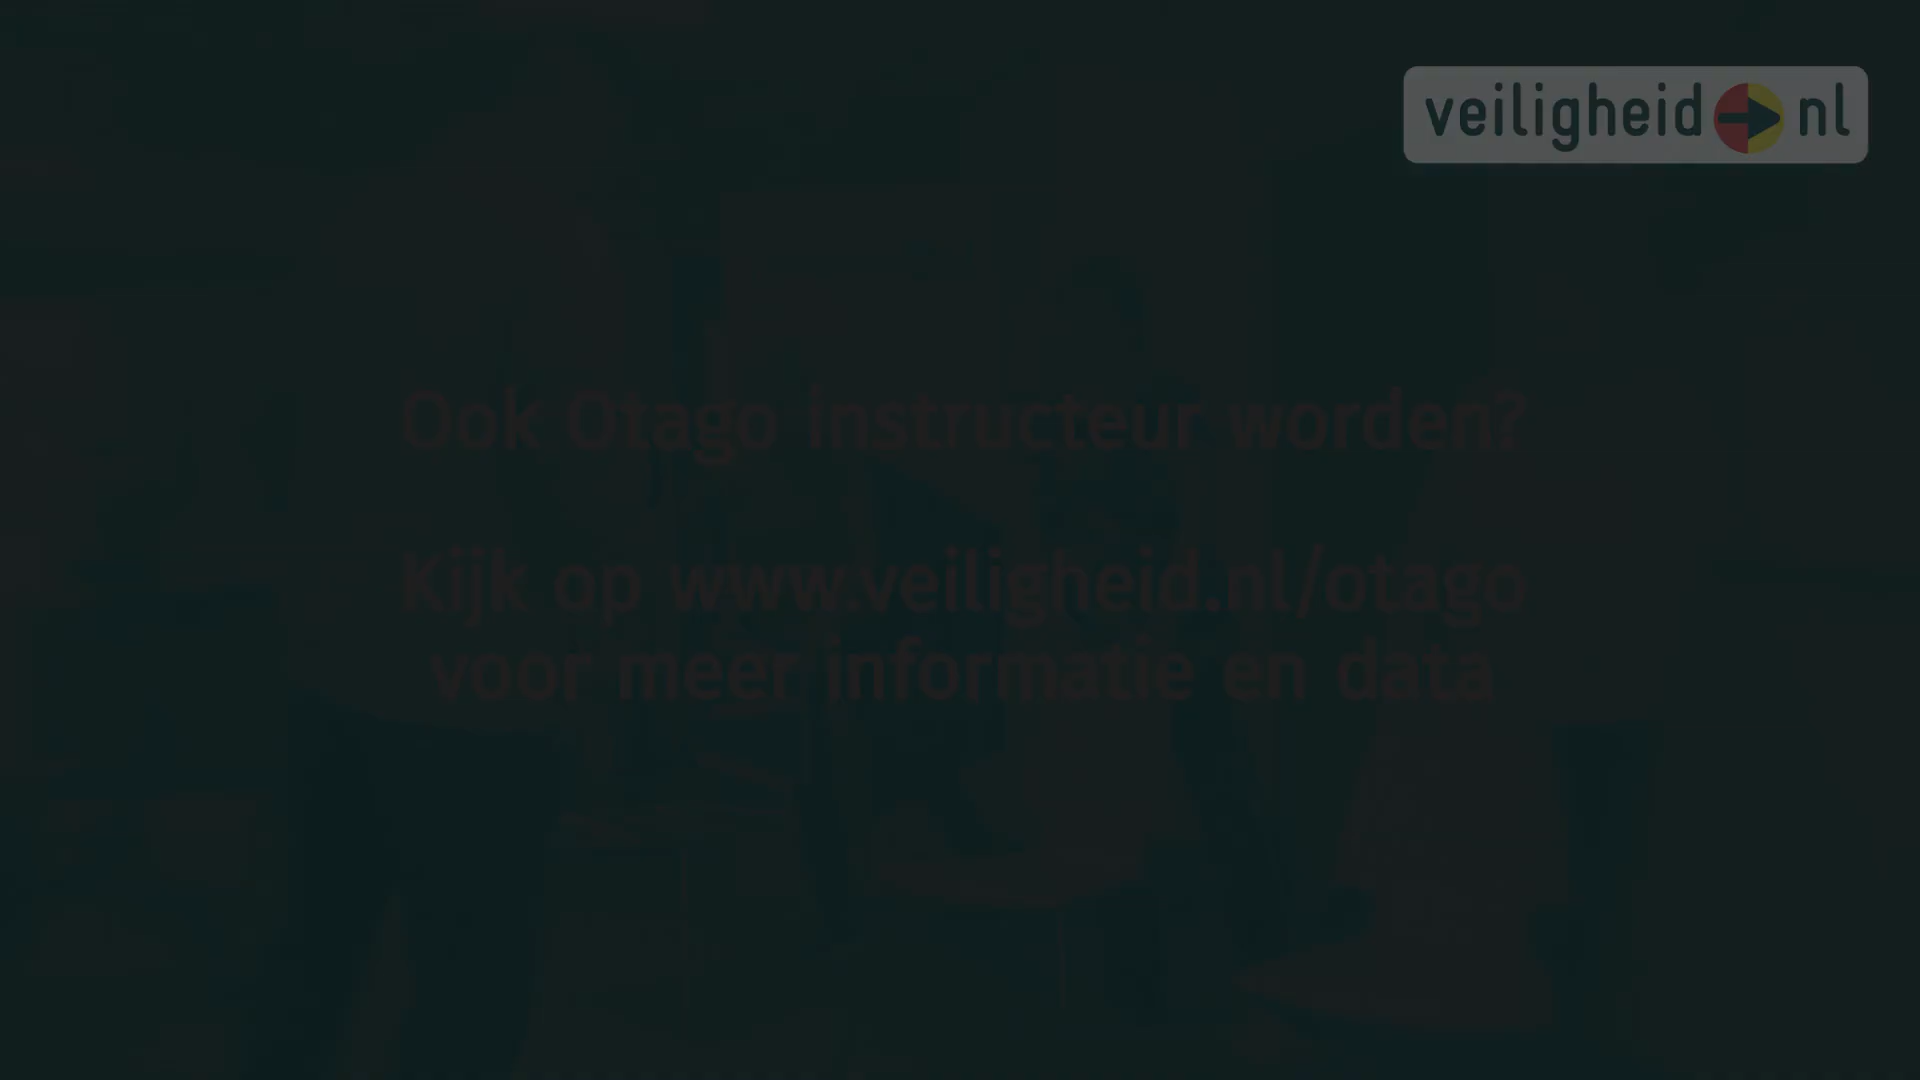 veiligheid nl
Ook Otago instructeur worden?
Kijk op www.veiligheid.nl/otago
voor meer informatie en data